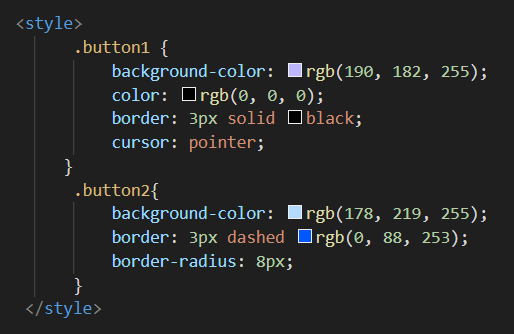 <style>
.button1 {
background-color: rgb(190, 182, 255);
color: rgb(0, 0, 0);
border: 3px solid black;
cursor: pointer;
}
.button2{
background-color: rgb(178, 219, 255);
border: 3px dashed rgb(0, 88, 253);
border-radius: 8px;
}
</style>